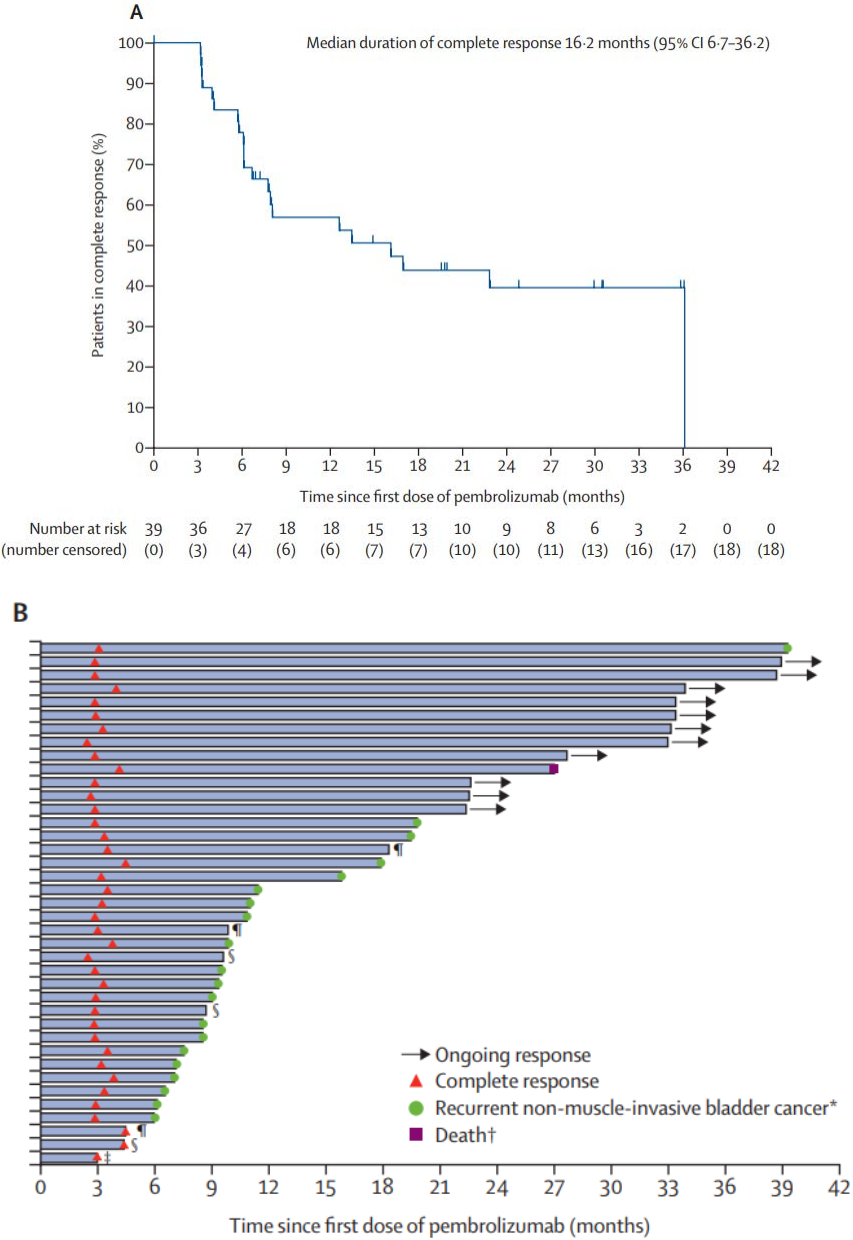 A
Median duration of complete response 16·2 months (95% CI 6·7–36·2)
Patients in complete response (%)
100
90
80
70
60
50
40
30
20
10
0
0 3 6 9 12 15 18 21 24 27 30 33 36 39 42
Time since first dose of pembrolizumab (months)
Number at risk 39 36 27 18 18 15 13 10 9 8 6 3 2 0 0
(number censored) (0) (3) (4) (6) (6) (7) (7) (10) (10) (11) (13) (16) (17) (18) (18)
B
¶
¶
§
§
¶
§
‡
Ongoing response
Complete response
Recurrent non-muscle-invasive bladder cancer*
Death†
0 3 6 9 12 15 18 21 24 27 30 33 36 39 42
Time since first dose of pembrolizumab (months)